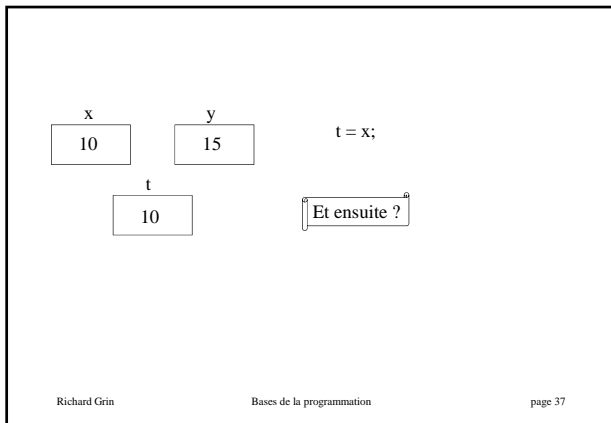 x y
10 15 t = x;
t
10 Et ensuite ?
Richard Grin Bases de la programmation page 37